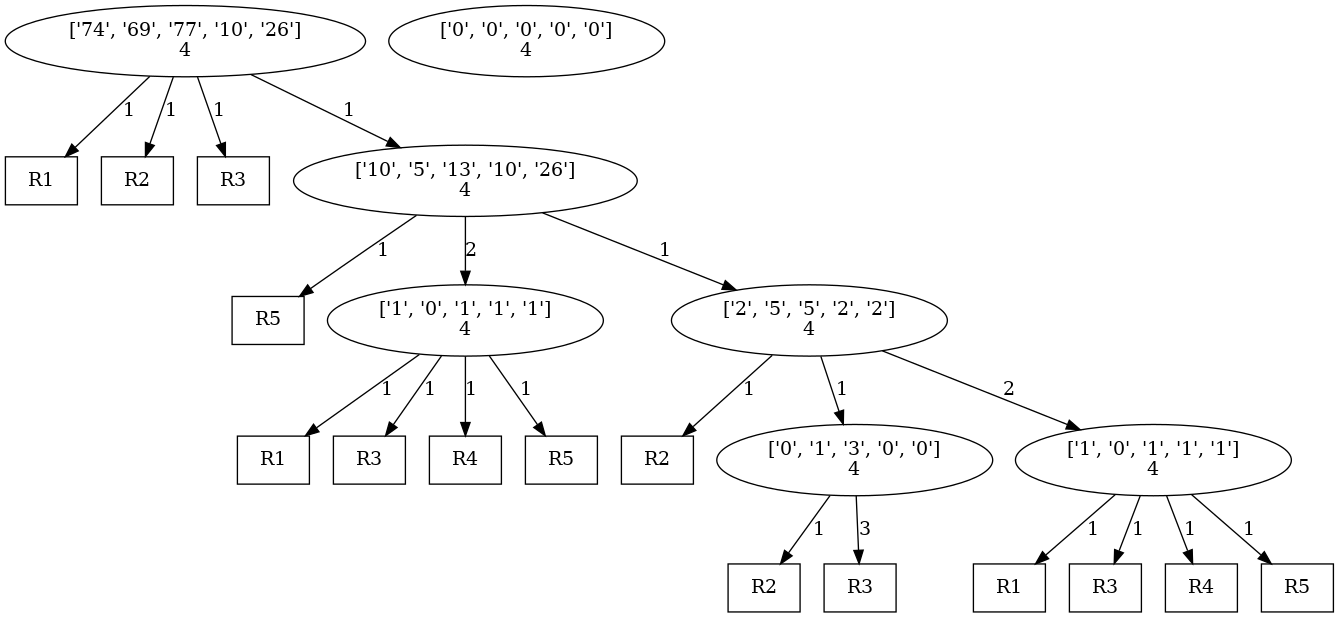 ['74', '69', '77', '10', '26']
4
['0', '0', '0', '0', '0']
4
1
1
1
1
R1
R2
R3
['10', '5', '13', '10', '26']
4
1
2
1
R5
['1', '0', '1', '1', '1']
4
['2', '5', '5', '2', '2']
4
1
1
1
1
1
1
2
R1
R3
R4
R5
R2
['0', '1', '3', '0', '0']
4
['1', '0', '1', '1', '1']
4
1
3
1
1
1
1
R2
R3
R1
R3
R4
R5